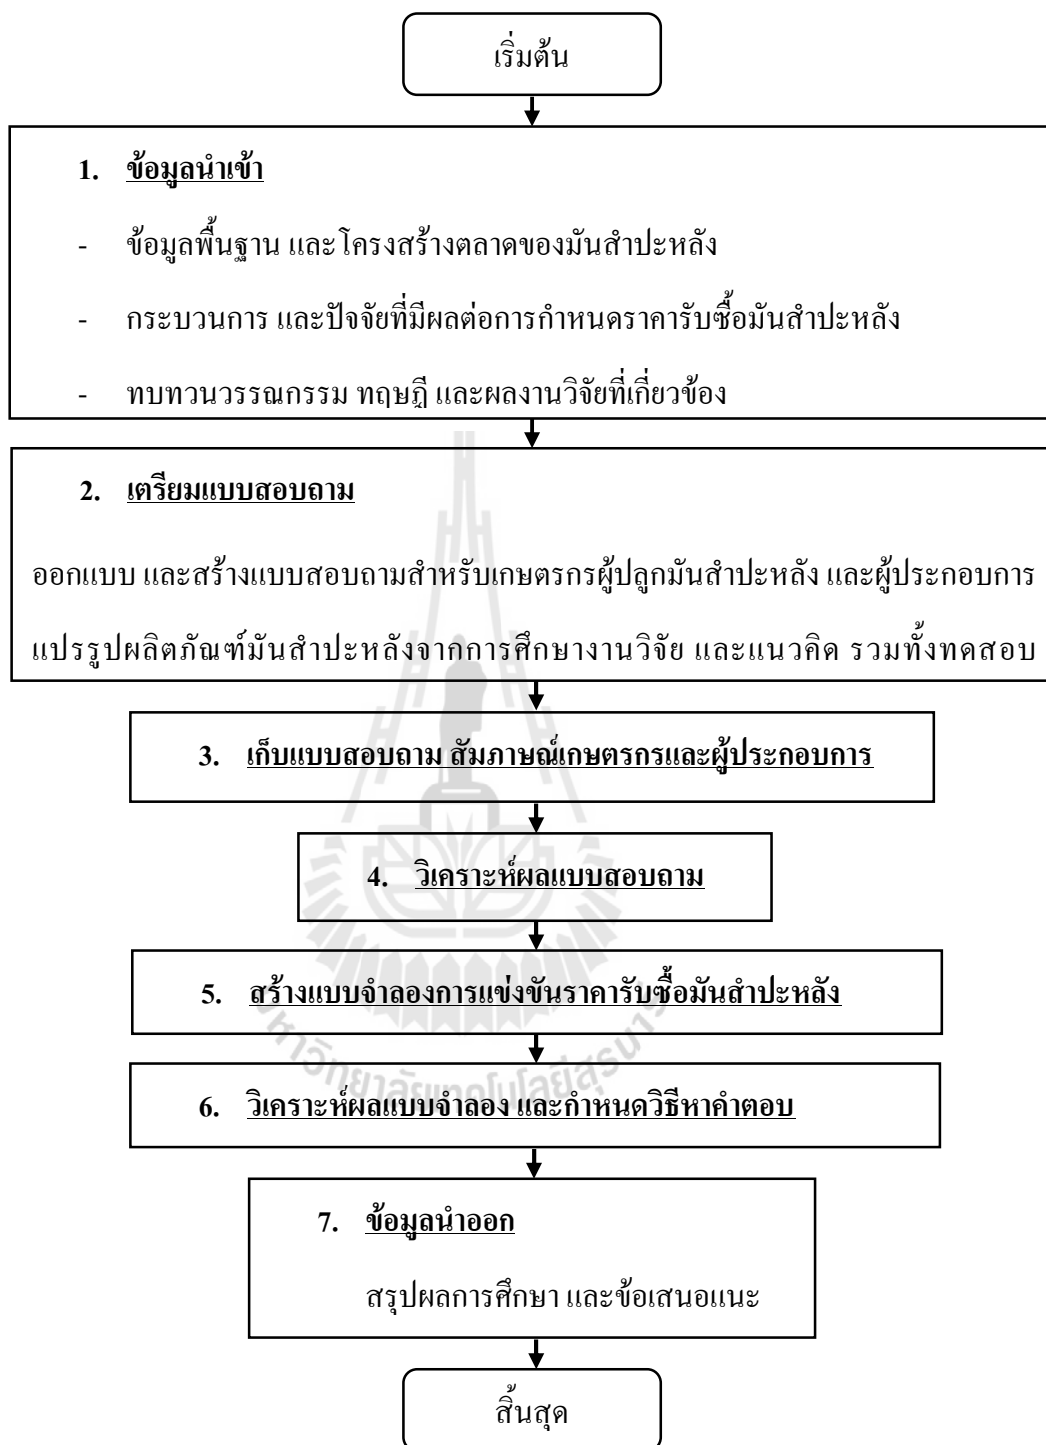 เริ่มต้น
1. ข้อมูลนำเข้า
- ข้อมูลพื้นฐาน และโครงสร้างตลาดของมันสำปะหลัง
- กระบวนการ และปัจจัยที่มีผลต่อการกำหนดราคารับซื้อมันสำปะหลัง
- ทบทวนวรรณกรรม ทฤษฎี และผลงานวิจัยที่เกี่ยวข้อง
2. เตรียมแบบสอบถาม
ออกแบบ และสร้างแบบสอบถามสำหรับเกษตรกรผู้ปลูกมันสำปะหลัง และผู้ประกอบการ
แปรรูปผลิตภัณฑ์มันสำปะหลังจากการศึกษางานวิจัย และแนวคิด รวมทั้งทดสอบ
3. เก็บแบบสอบถาม สัมภาษณ์เกษตรกรและผู้ประกอบการ
4. วิเคราะห์ผลแบบสอบถาม
5. สร้างแบบจำลองการแข่งขันราคารับซื้อมันสำปะหลัง
มหาวิทยาลัยเทคโนโลยีสุรนารี
6. วิเคราะห์ผลแบบจำลอง และกำหนดวิธีหาคำตอบ
7. ข้อมูลนำออก
สรุปผลการศึกษา และข้อเสนอแนะ
สิ้นสุด